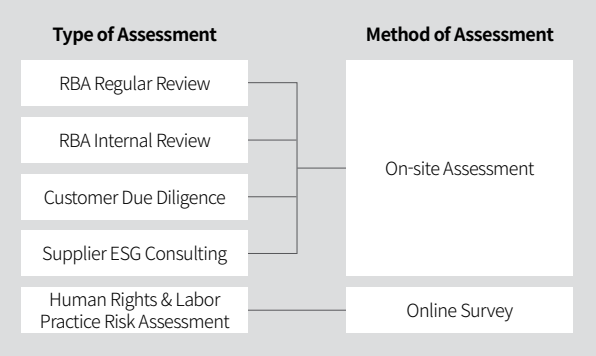 Type of Assessment
Method of Assessment
RBA Regular Review
RBA Internal Review
Customer Due Diligence
Supplier ESG Consulting
On-site Assessment
Human Rights & Labor
Practice Risk Assessment
Online Survey